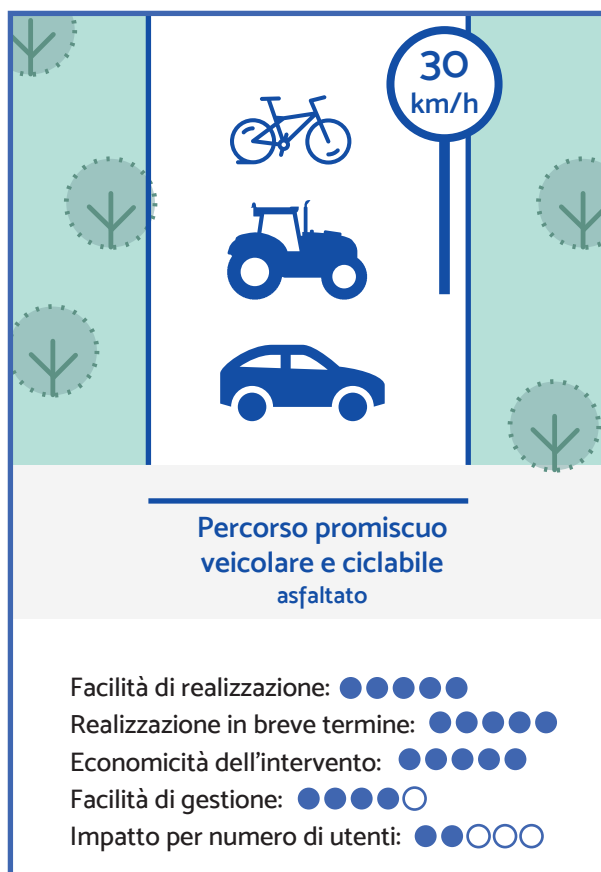 30
km/h
Percorso promiscuo
veicolare e ciclabile
asfaltato
Facilità di realizzazione:
Realizzazione in breve termine:
Economicità dell'intervento:
Facilità di gestione:
Impatto per numero di utenti: